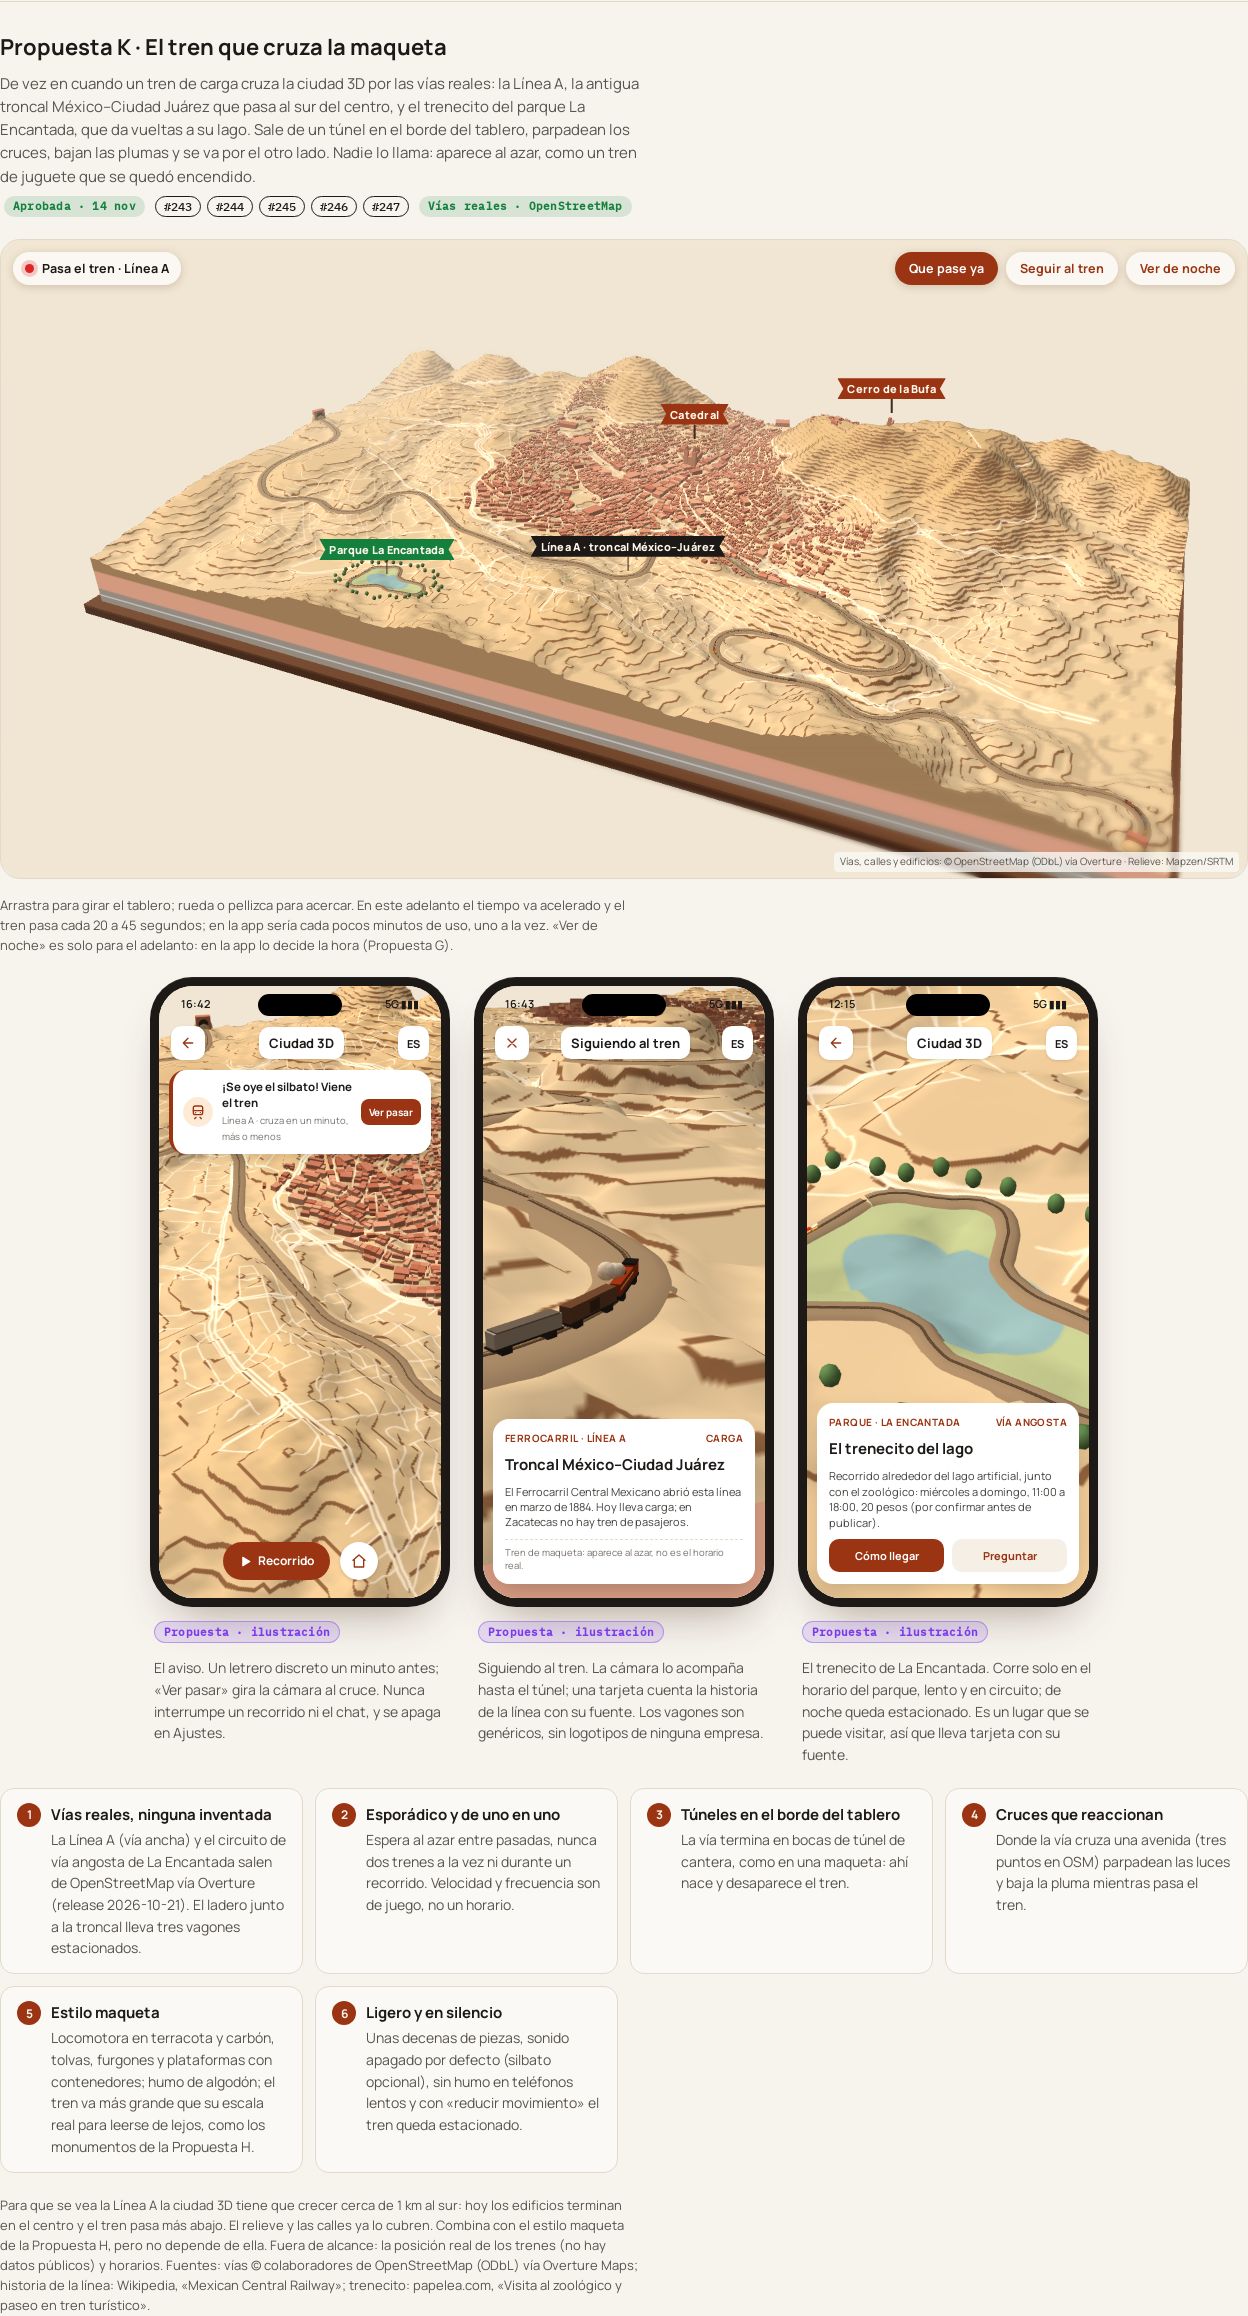 Propuesta K · El tren que cruza la maqueta
De vez en cuando un tren de carga cruza la ciudad 3D por las vías reales: la Línea A, la antigua
troncal México–Ciudad Juárez que pasa al sur del centro, y el trenecito del parque La
Encantada, que da vueltas a su lago. Sale de un túnel en el borde del tablero, parpadean los
cruces, bajan las plumas y se va por el otro lado. Nadie lo llama: aparece al azar, como un tren
de juguete que se quedó encendido.
Aprobada · 14 nov #243 #244 #245 #246 #247 Vías reales · OpenStreetMap
Pasa el tren · Línea A
Que pase ya Seguir al tren Ver de noche
Cerro de la Bufa
Catedral
Parque La Encantada
Línea A · troncal México–Juárez
Vías, calles y edificios: © OpenStreetMap (ODbL) vía Overture · Relieve: Mapzen/SRTM
Arrastra para girar el tablero; rueda o pellizca para acercar. En este adelanto el tiempo va acelerado y el
tren pasa cada 20 a 45 segundos; en la app sería cada pocos minutos de uso, uno a la vez. «Ver de
noche» es solo para el adelanto: en la app lo decide la hora (Propuesta G).
16:42 5G
Ciudad 3D ES
¡Se oye el silbato! Viene
el tren
Línea A · cruza en un minuto,
más o menos
Ver pasar
Recorrido
16:43 5G
Siguiendo al tren ES
FERROCARRIL · LÍNEA A CARGA
Troncal México–Ciudad Juárez
El Ferrocarril Central Mexicano abrió esta línea
en marzo de 1884. Hoy lleva carga; en
Zacatecas no hay tren de pasajeros.
Tren de maqueta: aparece al azar, no es el horario
real.
12:15 5G
Ciudad 3D ES
PARQUE · LA ENCANTADA VÍA ANGOSTA
El trenecito del lago
Recorrido alrededor del lago artificial, junto
con el zoológico: miércoles a domingo, 11:00 a
18:00, 20 pesos (por confirmar antes de
publicar).
Cómo llegar Preguntar
Propuesta · ilustración
El aviso. Un letrero discreto un minuto antes;
«Ver pasar» gira la cámara al cruce. Nunca
interrumpe un recorrido ni el chat, y se apaga
en Ajustes.
Propuesta · ilustración
Siguiendo al tren. La cámara lo acompaña
hasta el túnel; una tarjeta cuenta la historia
de la línea con su fuente. Los vagones son
genéricos, sin logotipos de ninguna empresa.
Propuesta · ilustración
El trenecito de La Encantada. Corre solo en el
horario del parque, lento y en circuito; de
noche queda estacionado. Es un lugar que se
puede visitar, así que lleva tarjeta con su
fuente.
1 Vías reales, ninguna inventada
La Línea A (vía ancha) y el circuito de
vía angosta de La Encantada salen
de OpenStreetMap vía Overture
(release 2026-10-21). El ladero junto
a la troncal lleva tres vagones
estacionados.
2 Esporádico y de uno en uno
Espera al azar entre pasadas, nunca
dos trenes a la vez ni durante un
recorrido. Velocidad y frecuencia son
de juego, no un horario.
3 Túneles en el borde del tablero
La vía termina en bocas de túnel de
cantera, como en una maqueta: ahí
nace y desaparece el tren.
4 Cruces que reaccionan
Donde la vía cruza una avenida (tres
puntos en OSM) parpadean las luces
y baja la pluma mientras pasa el
tren.
5 Estilo maqueta
Locomotora en terracota y carbón,
tolvas, furgones y plataformas con
contenedores; humo de algodón; el
tren va más grande que su escala
real para leerse de lejos, como los
monumentos de la Propuesta H.
6 Ligero y en silencio
Unas decenas de piezas, sonido
apagado por defecto (silbato
opcional), sin humo en teléfonos
lentos y con «reducir movimiento» el
tren queda estacionado.
Para que se vea la Línea A la ciudad 3D tiene que crecer cerca de 1 km al sur: hoy los edificios terminan
en el centro y el tren pasa más abajo. El relieve y las calles ya lo cubren. Combina con el estilo maqueta
de la Propuesta H, pero no depende de ella. Fuera de alcance: la posición real de los trenes (no hay
datos públicos) y horarios. Fuentes: vías © colaboradores de OpenStreetMap (ODbL) vía Overture Maps;
historia de la línea: Wikipedia, «Mexican Central Railway»; trenecito: papelea.com, «Visita al zoológico y
paseo en tren turístico».